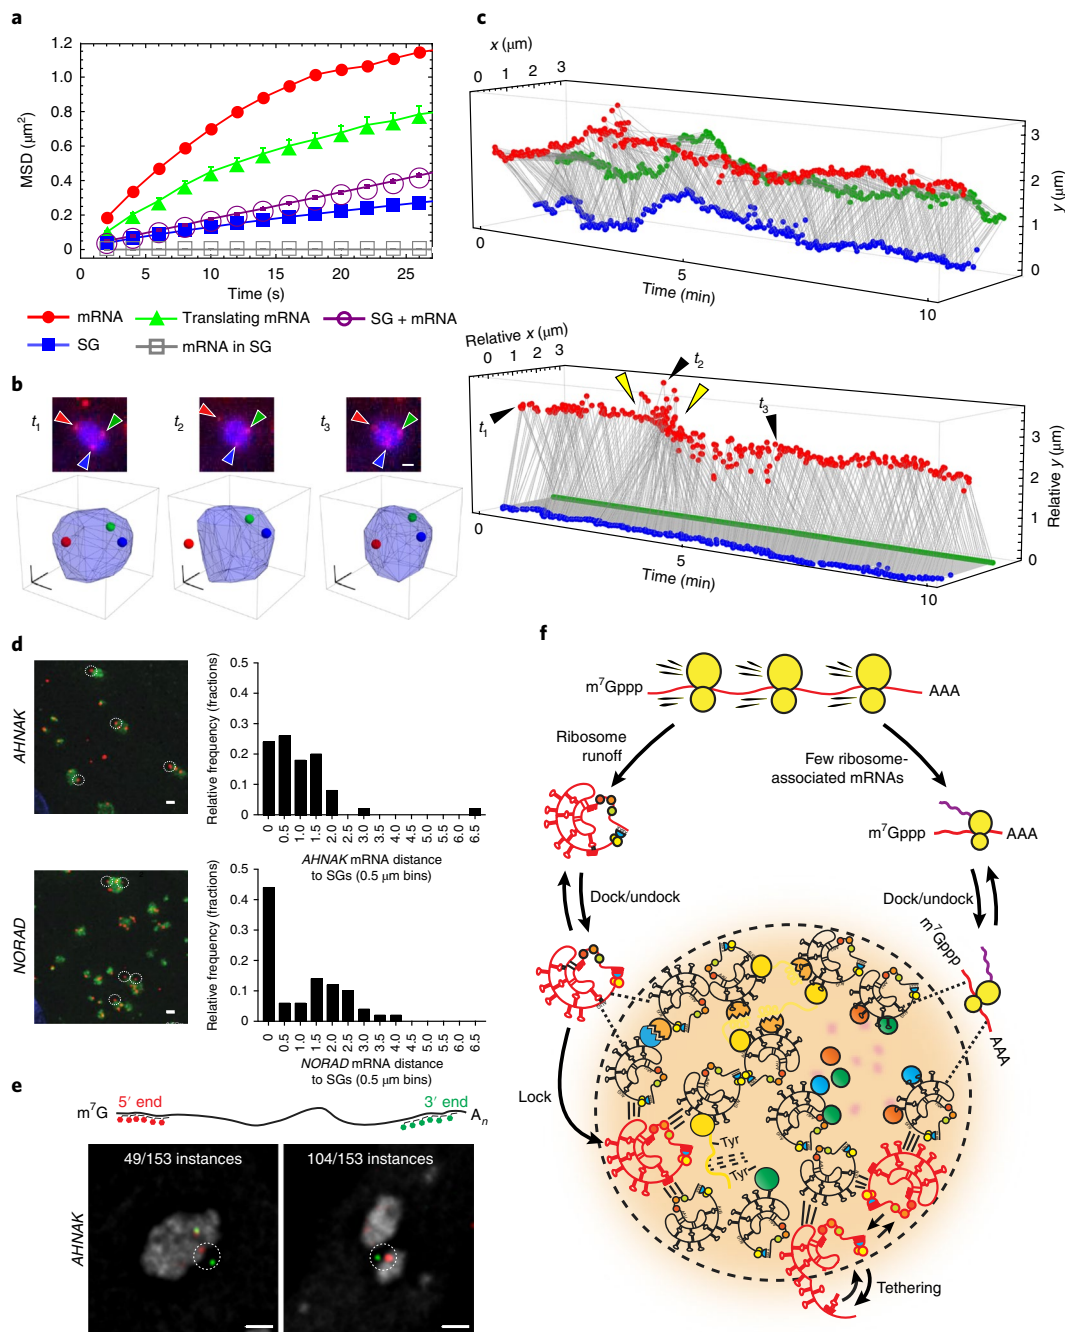 a
1.2
1.0
0.8
0.6
0.4
0.2
0
MSD (μm²)
0 5 10 15 20 25
Time (s)
mRNA
Translating mRNA
SG + mRNA
SG
mRNA in SG
b
t1
t2
t3
c
x (μm)
0 1 2 3
3
2
1
0
y (μm)
0
5
10
Time (min)
Relative x (μm)
0 1 2 3
t1
t2
t3
3
2
1
0
Relative y (μm)
0
5
10
Time (min)
d
AHNAK
Relative frequency (fractions)
0.5
0.4
0.3
0.2
0.1
0
0 0.5 1.0 1.5 2.0 2.5 3.0 3.5 4.0 4.5 5.0 5.5 6.0 6.5
AHNAK mRNA distance
to SGs (0.5 μm bins)
NORAD
Relative frequency (fractions)
0.5
0.4
0.3
0.2
0.1
0
0 0.5 1.0 1.5 2.0 2.5 3.0 3.5 4.0 4.5 5.0 5.5 6.0 6.5
NORAD mRNA distance
to SGs (0.5 μm bins)
e
5′ end
3′ end
m⁷G
An
49/153 instances
104/153 instances
AHNAK
f
m⁷Gppp
AAA
Ribosome
runoff
Few ribosome-
associated mRNAs
m⁷Gppp
AAA
Dock/undock
Dock/undock
m⁷Gppp
AAA
Lock
Tyr
Tyr
Tethering